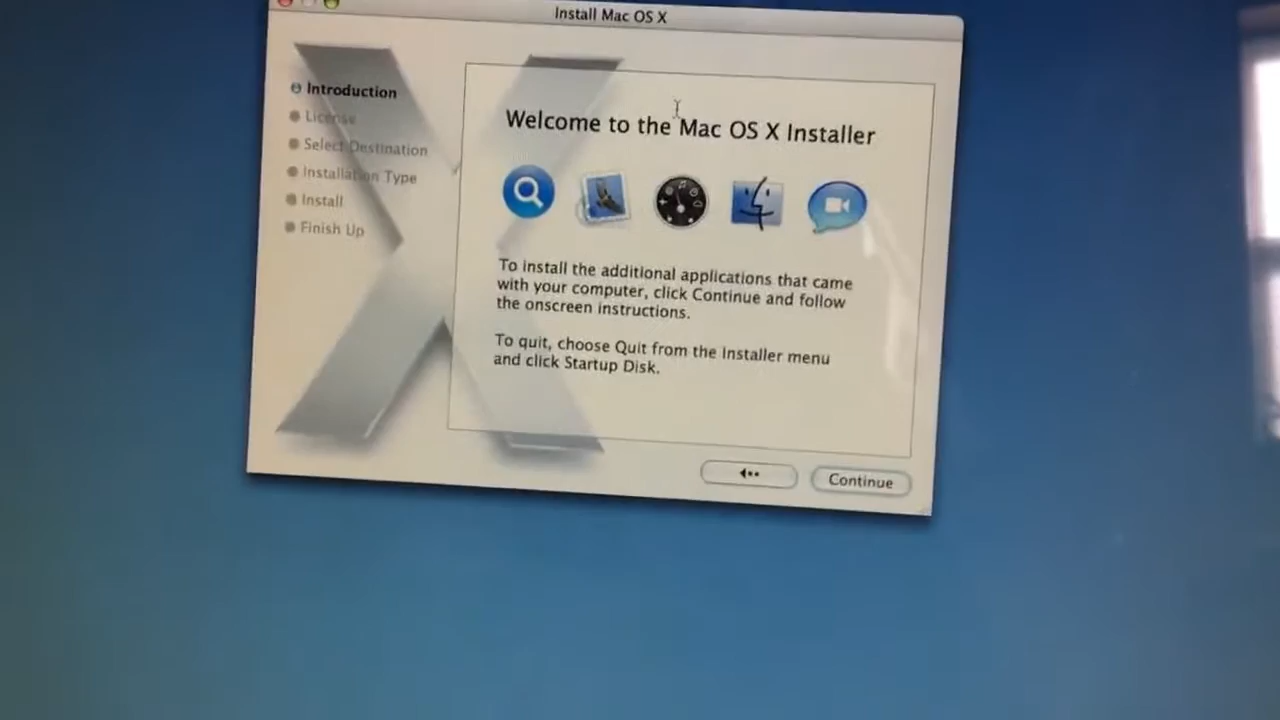 Install Mac OS X
Introduction
License
Select Destination
Installation Type
Install
Finish Up
Welcome to the Mac OS X Installer
To install the additional applications that came
with your computer, click Continue and follow
the onscreen instructions.
To quit, choose Quit from the Installer menu
and click Startup Disk.
Continue